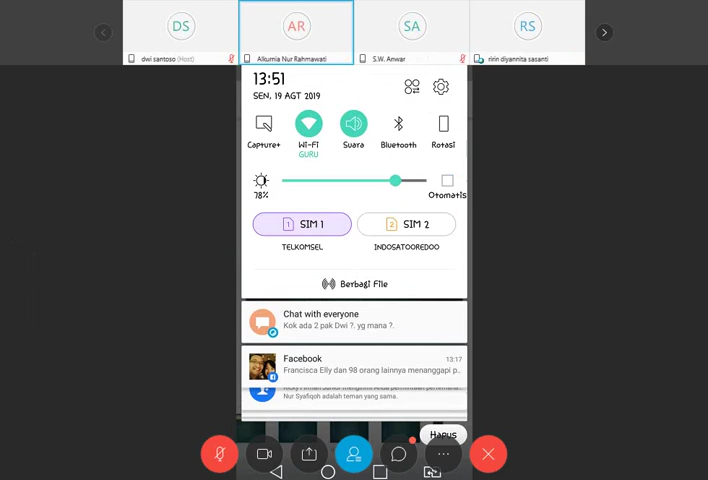 DS
AR
SA
RS
dwi santoso (Host)
Alkurnia Nur Rahmawati
S.W. Anwar
ririn diyannita sasanti
13:51
SEN, 19 AGT 2019
Capture+
Wi-Fi
Suara
Bluetooth
Rotasi
GURU
78%
Otomatis
1 SIM 1
2 SIM 2
TELKOMSEL
INDOSATOOREDOO
Berbagi File
Chat with everyone
Kok ada 2 pak Dwi ?. yg mana ?.
Facebook
13:17
Francisca Elly dan 98 orang lainnya menanggapi p..
Nur Syafiqoh adalah teman yang sama.
Hapus